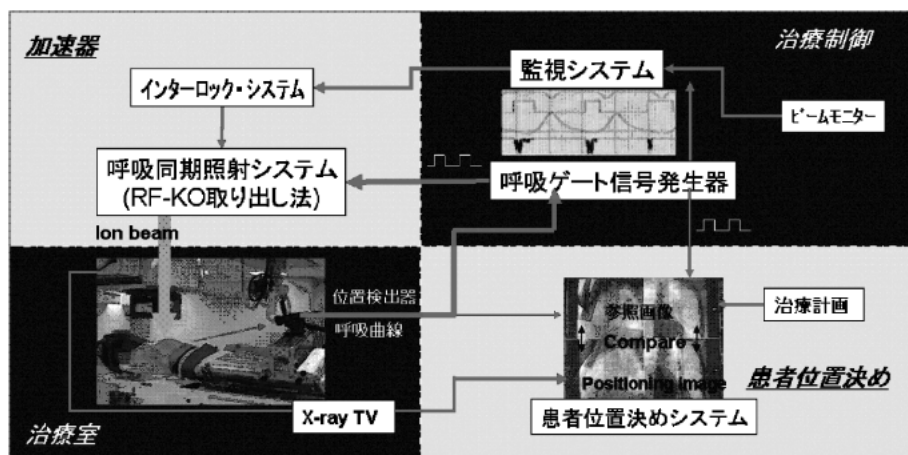 加速器
治療制御
インターロック・システム
監視システム
ビームモニター
呼吸同期照射システム
(RF-KO取り出し法)
呼吸ゲート信号発生器
Ion beam
位置検出器
呼吸曲線
参照画像
Compare
Positioning image
治療計画
患者位置決め
X-ray TV
患者位置決めシステム
治療室